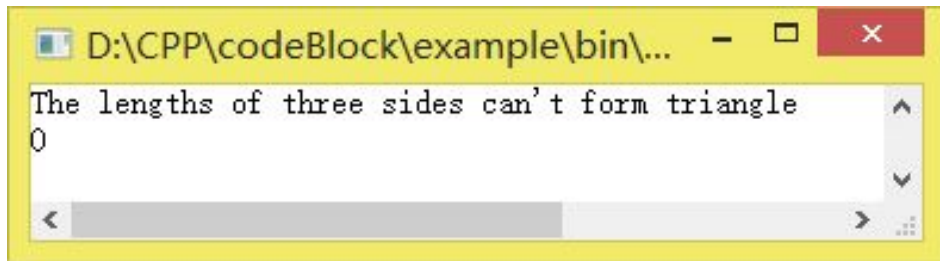 D:\CPP\codeBlock\example\bin\...
The lengths of three sides can't form triangle
0